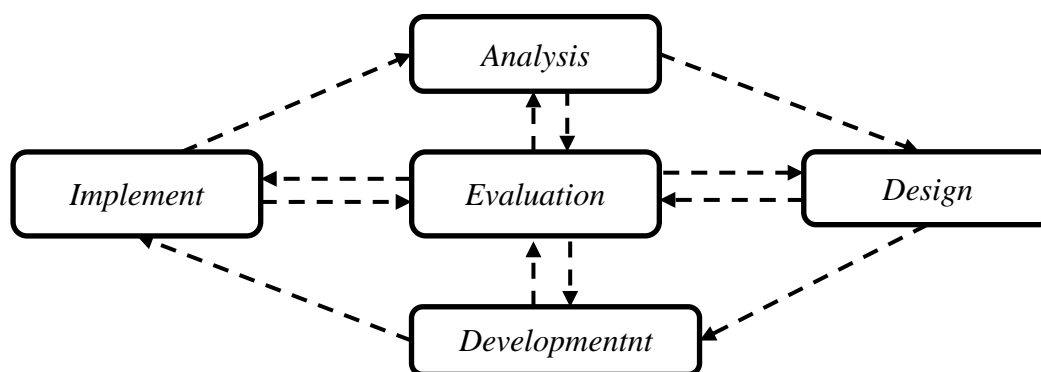 Analysis
Implement
Evaluation
Design
Developmentnt